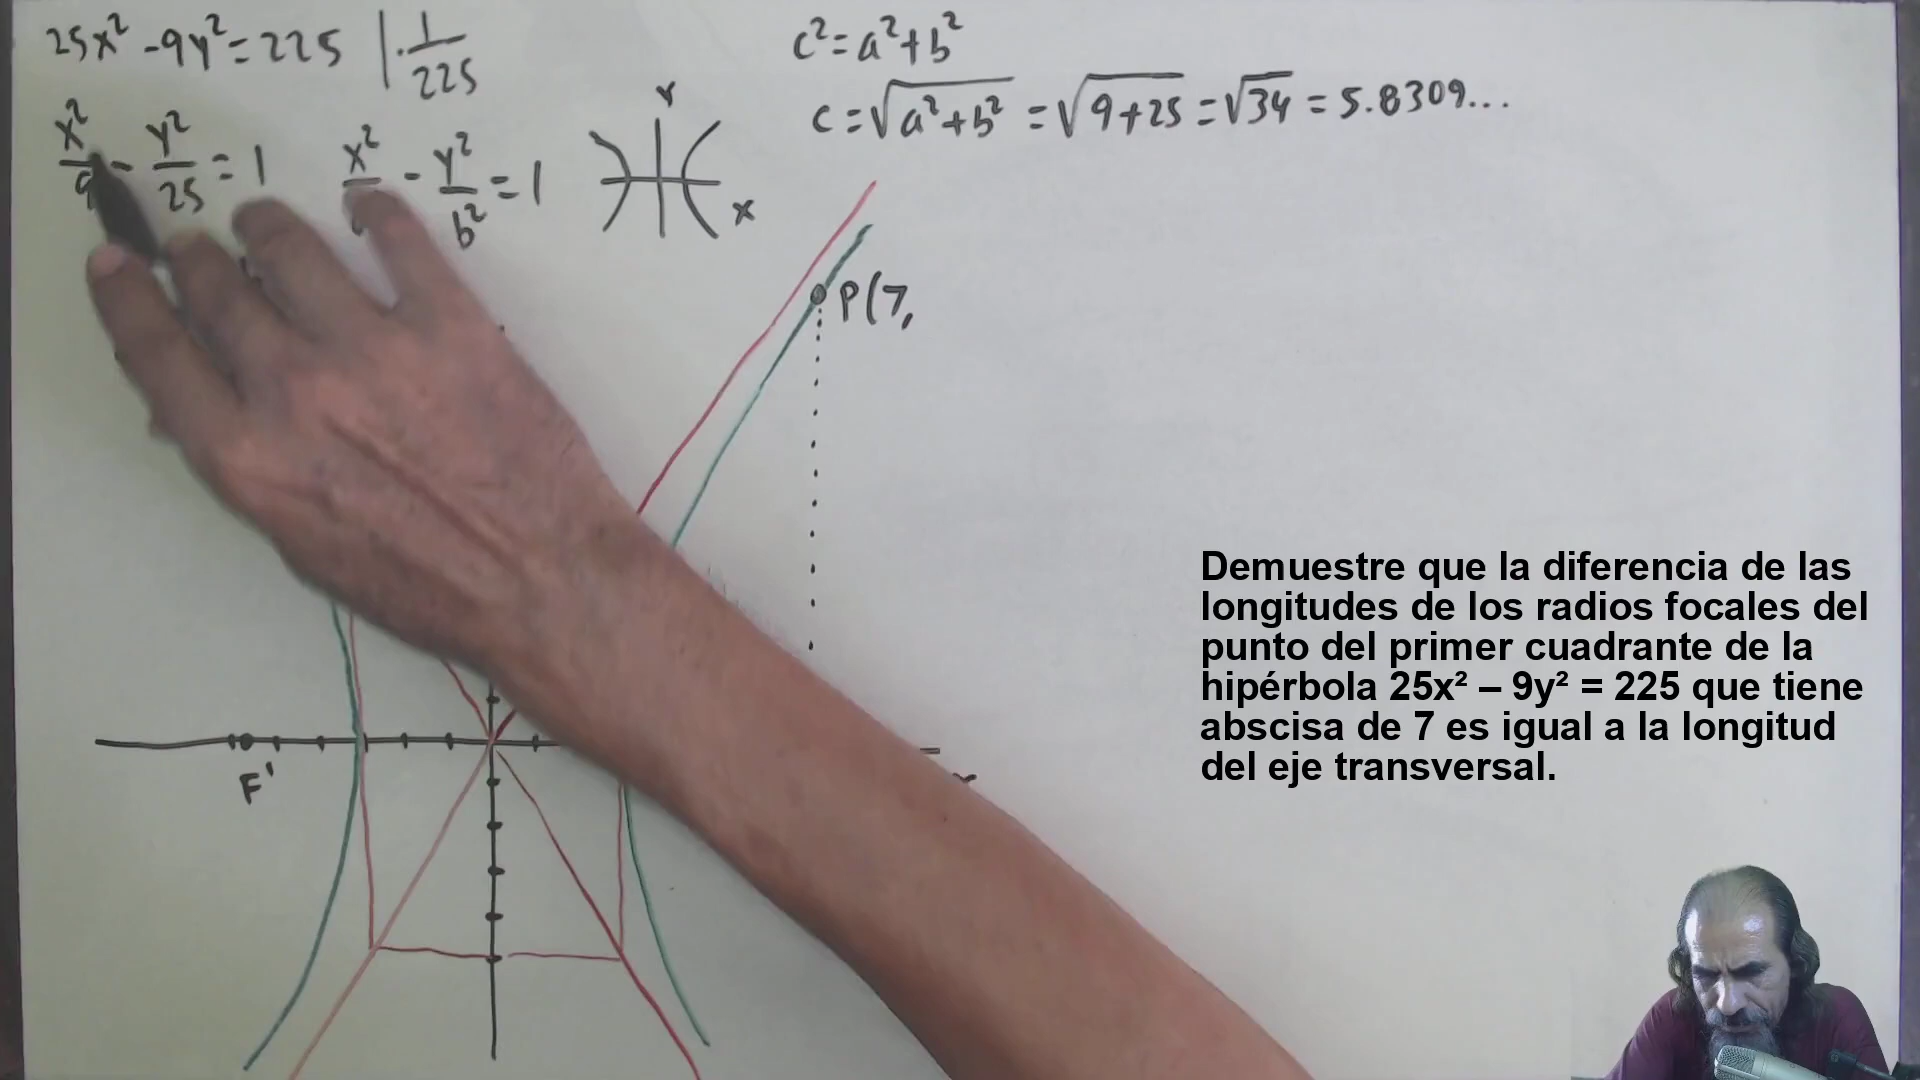 25x² - 9y² = 225 | · 1/225
x²/9 - y²/25 = 1
x²/ - y²/b² = 1
Y
x
c² = a² + b²
c = √(a² + b²) = √(9+25) = √34 = 5.8309...
P(7,
F'
Demuestre que la diferencia de las
longitudes de los radios focales del
punto del primer cuadrante de la
hipérbola 25x² – 9y² = 225 que tiene
abscisa de 7 es igual a la longitud
del eje transversal.